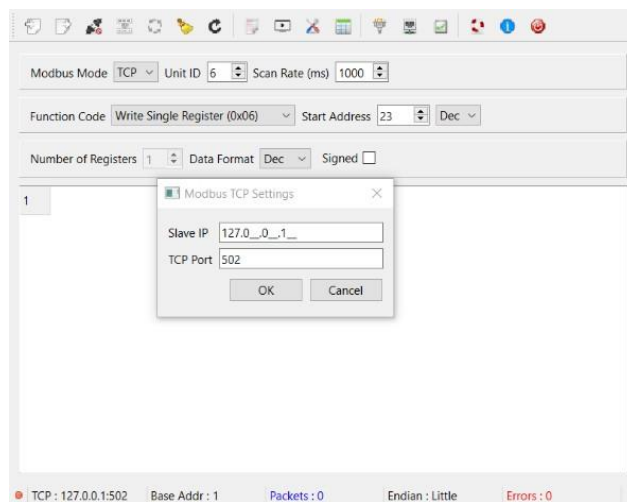 Modbus Mode TCP Unit ID 6 Scan Rate (ms) 1000
Function Code Write Single Register (0x06) Start Address 23 Dec
Number of Registers 1 Data Format Dec Signed
1
Modbus TCP Settings
Slave IP 127.0__.0__.1__
TCP Port 502
OK Cancel
TCP : 127.0.0.1:502 Base Addr : 1 Packets : 0 Endian : Little Errors : 0